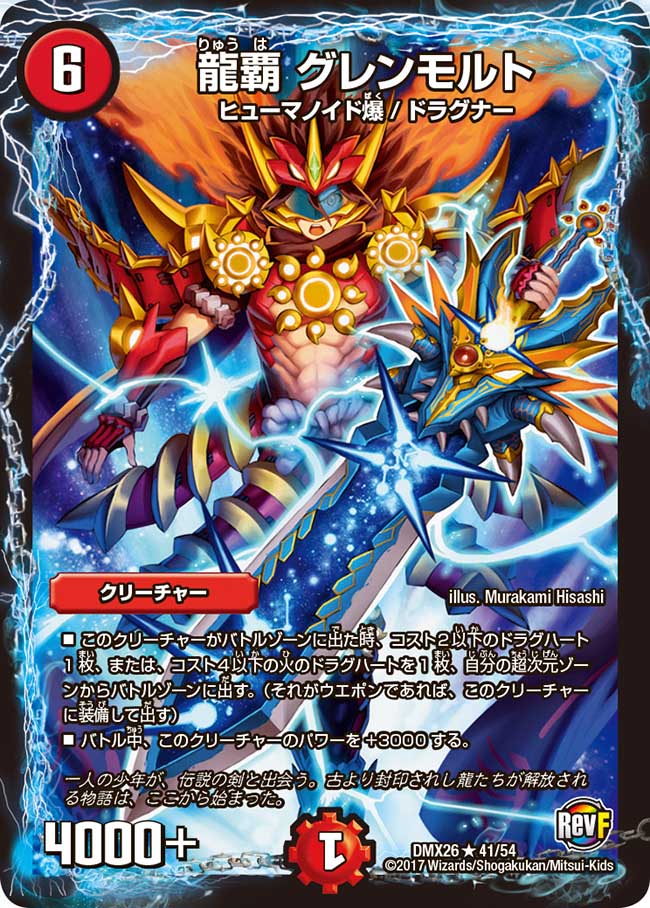 6
りゅう は
龍覇 グレンモルト
ばく
ヒューマノイド爆 / ドラグナー
クリーチャー
illus. Murakami Hisashi
■ このクリーチャーがバトルゾーンに出た時、コスト2以下のドラグハート
1枚、または、コスト4以下の火のドラグハートを1枚、自分の超次元ゾー
ンからバトルゾーンに出す。(それがウエポンであれば、このクリーチャー
に装備して出す)
■ バトル中、このクリーチャーのパワーを+3000する。
一人の少年が、伝説の剣と出会う。古より封印されし龍たちが解放され
る物語は、ここから始まった。
4000+
1
RevF
DMX26 ★ 41/54
©2017 Wizards/Shogakukan/Mitsui-Kids